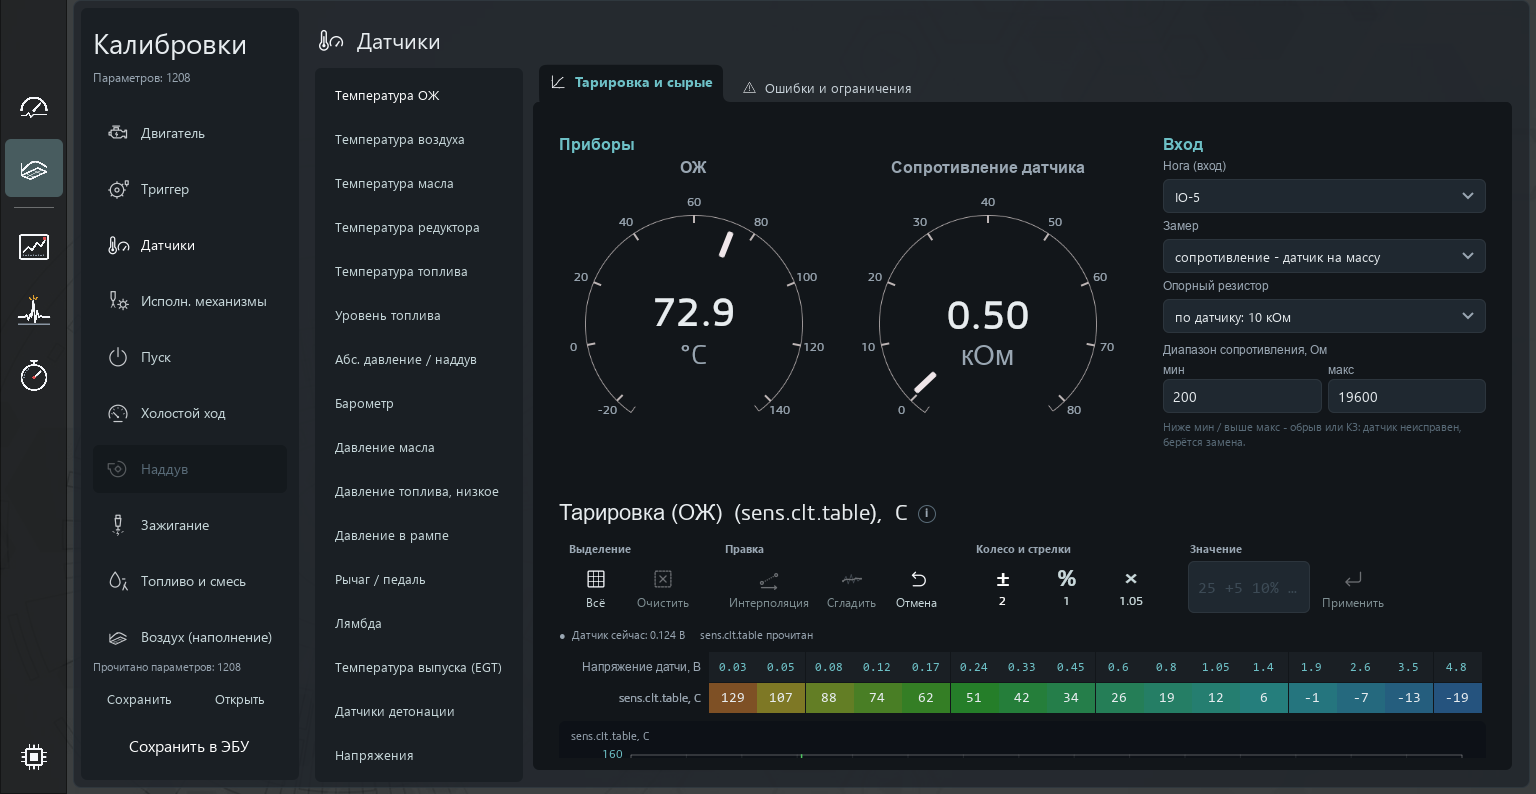 Калибровки
Параметров: 1208
Двигатель
Триггер
Датчики
Исполн. механизмы
Пуск
Холостой ход
Наддув
Зажигание
Топливо и смесь
Воздух (наполнение)
Прочитано параметров: 1208
Сохранить Открыть
Сохранить в ЭБУ
Датчики
Температура ОЖ
Температура воздуха
Температура масла
Температура редуктора
Температура топлива
Уровень топлива
Абс. давление / наддув
Барометр
Давление масла
Давление топлива, низкое
Давление в рампе
Рычаг / педаль
Лямбда
Температура выпуска (EGT)
Датчики детонации
Напряжения
Тарировка и сырые
Ошибки и ограничения
Приборы
ОЖ
-20 0 20 40 60 80 100 120 140
72.9
°C
Сопротивление датчика
0 10 20 30 40 50 60 70 80
0.50
кОм
Вход
Нога (вход)
IO-5
Замер
сопротивление - датчик на массу
Опорный резистор
по датчику: 10 кОм
Диапазон сопротивления, Ом
мин макс
200 19600
Ниже мин / выше макс - обрыв или КЗ: датчик неисправен,
берётся замена.
Тарировка (ОЖ) (sens.clt.table), C
Выделение Правка Колесо и стрелки Значение
± % ×
25 +5 10% …
Всё Очистить Интерполяция Сгладить Отмена 2 1 1.05 Применить
Датчик сейчас: 0.124 В sens.clt.table прочитан
Напряжение датчи, В 0.03 0.05 0.08 0.12 0.17 0.24 0.33 0.45 0.6 0.8 1.05 1.4 1.9 2.6 3.5 4.8
sens.clt.table, C 129 107 88 74 62 51 42 34 26 19 12 6 -1 -7 -13 -19
sens.clt.table, C
160